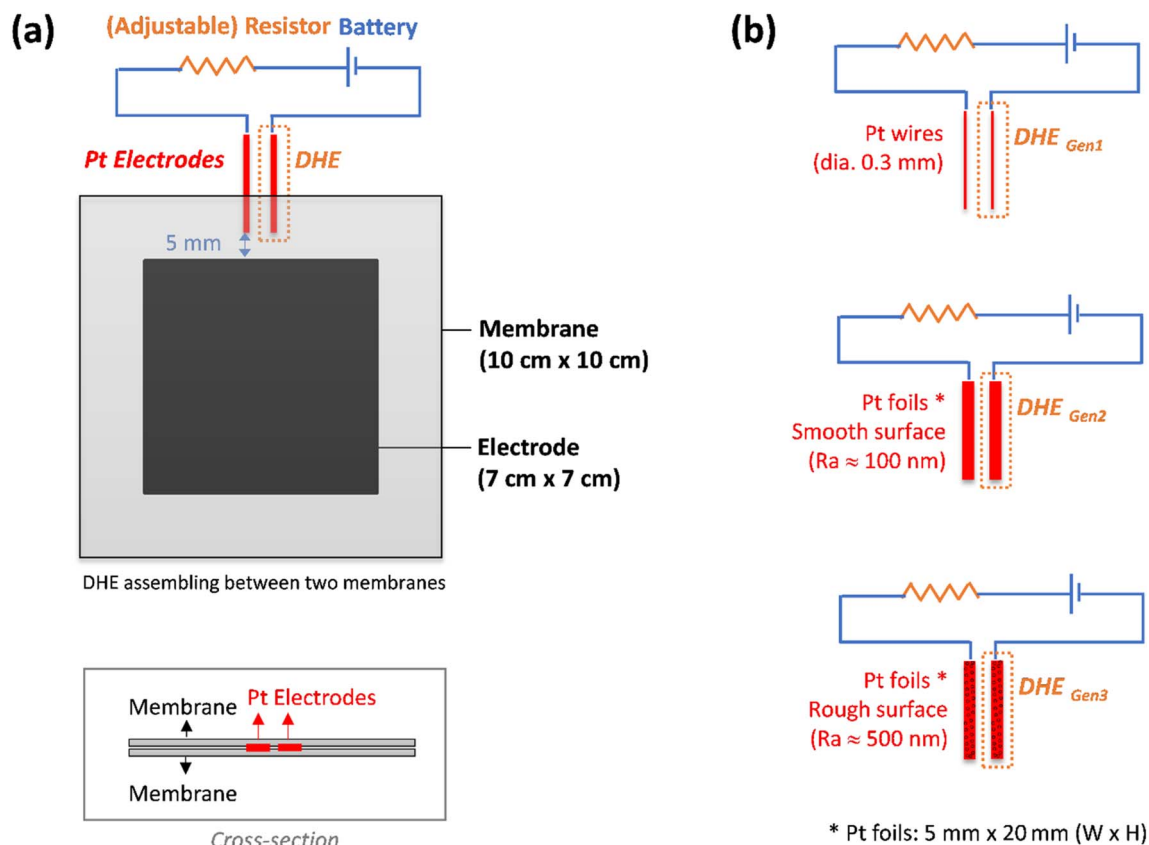 (a)
(Adjustable) Resistor Battery
Pt Electrodes
DHE
5 mm
Membrane
(10 cm x 10 cm)
Electrode
(7 cm x 7 cm)
DHE assembling between two membranes
Pt Electrodes
Membrane
Membrane
Cross-section
(b)
Pt wires
(dia. 0.3 mm)
DHE Gen1
Pt foils *
Smooth surface
(Ra ≈ 100 nm)
DHE Gen2
Pt foils *
Rough surface
(Ra ≈ 500 nm)
DHE Gen3
* Pt foils: 5 mm x 20 mm (W x H)